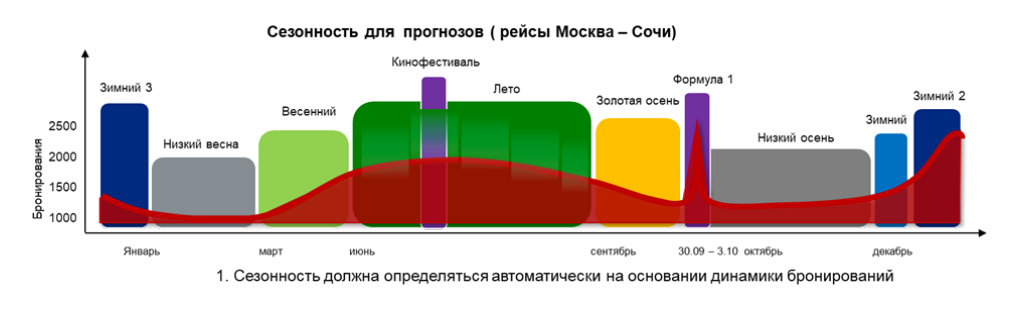 Сезонность для прогнозов ( рейсы Москва – Сочи)
Кинофестиваль
Формула 1
Зимний 3
Лето
Зимний 2
Золотая осень
Весенний
Зимний
Низкий весна
Низкий осень
Бронирования
2500
2000
1500
1000
Январь март июнь сентябрь 30.09 – 3.10 октябрь декабрь
1. Сезонность должна определяться автоматически на основании динамики бронирований